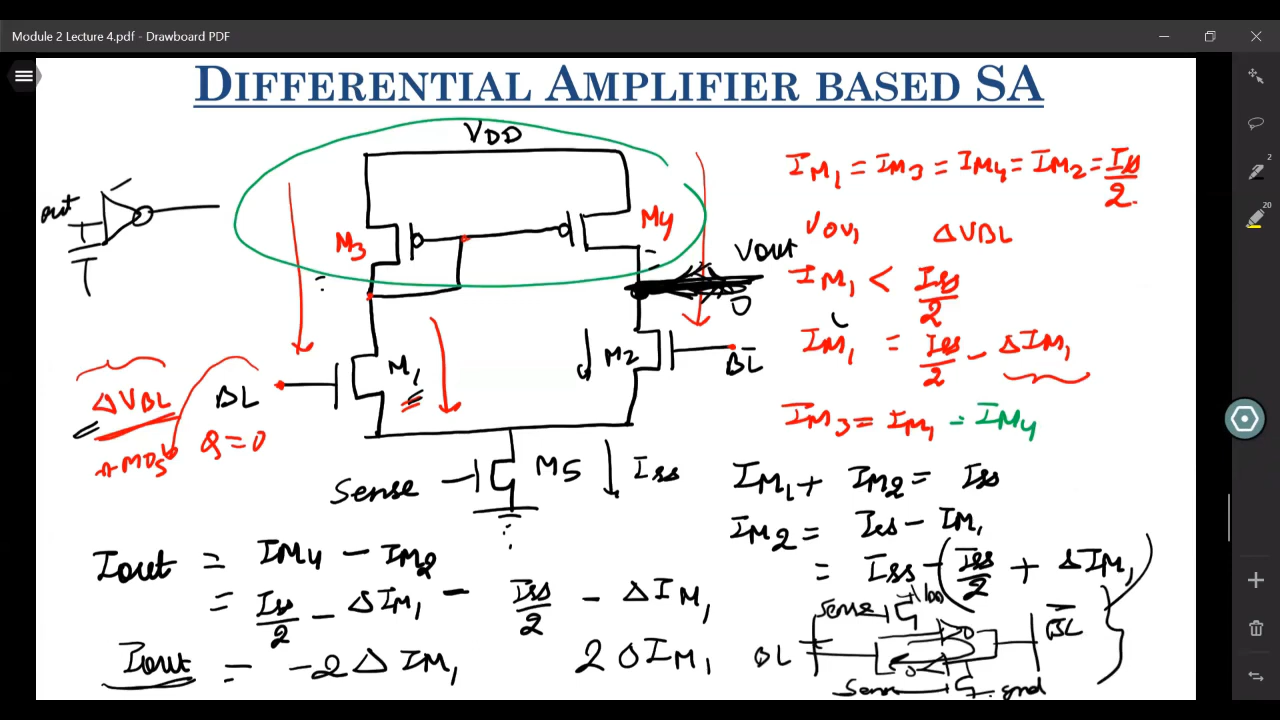 Module 2 Lecture 4.pdf - Drawboard PDF
DIFFERENTIAL AMPLIFIER BASED SA
VDD
out
M3
M4
Vout
0
M1
M2
BL
B̅L̅
ΔVBL
Q=0
Sense
M5
Iss
IM1 = IM3 = IM4 = IM2 = Iss/2
ΔVBL
IM1 < Iss/2
IM1 = Iss/2 - ΔIM1
IM3 = IM1 = IM4
IM1 + IM2 = Iss
IM2 = Iss - IM1
= Iss - (Iss/2 + ΔIM1)
Iout = IM4 - IM2
= Iss/2 - ΔIM1 - Iss/2 - ΔIM1
Iout = -2ΔIM1
2ΔIM1
Sense
BL
B̅L̅
Sense
gnd
2
20